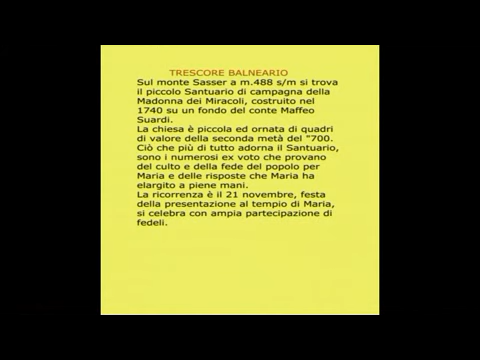 TRESCORE BALNEARIO
Sul monte Sasser a m.488 s/m si trova
il piccolo Santuario di campagna della
Madonna dei Miracoli, costruito nel
1740 su un fondo del conte Maffeo
Suardi.
La chiesa è piccola ed ornata di quadri
di valore della seconda metà del "700.
Ciò che più di tutto adorna il Santuario,
sono i numerosi ex voto che provano
del culto e della fede del popolo per
Maria e delle risposte che Maria ha
elargito a piene mani.
La ricorrenza è il 21 novembre, festa
della presentazione al tempio di Maria,
si celebra con ampia partecipazione di
fedeli.